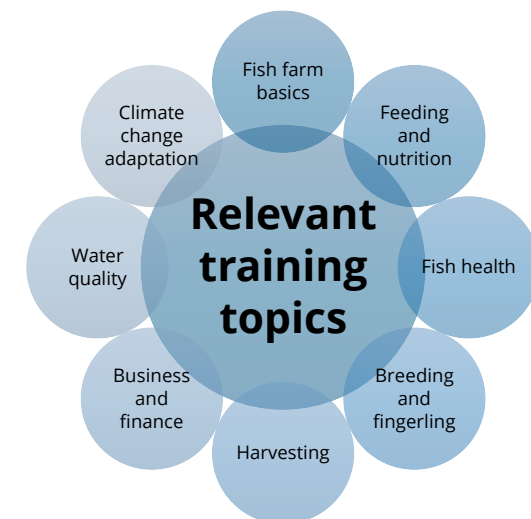 Relevant
training
topics
Fish farm
basics
Feeding
and
nutrition
Fish health
Breeding
and
fingerling
Harvesting
Business
and
finance
Water
quality
Climate
change
adaptation